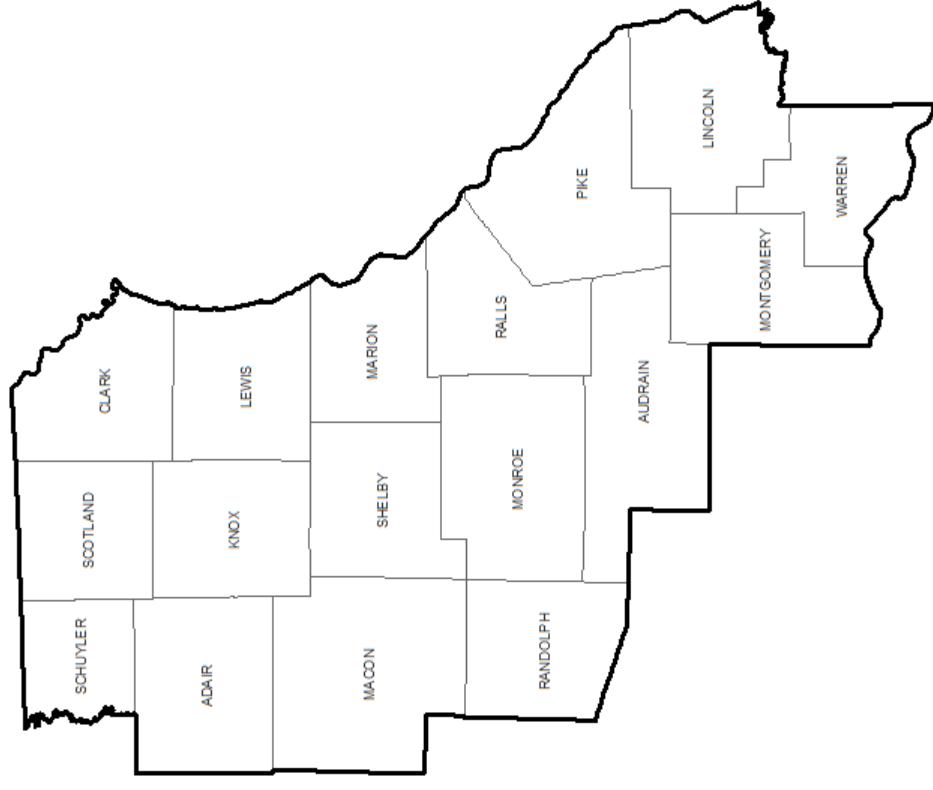 SCHUYLER
SCOTLAND
CLARK
ADAIR
KNOX
LEWIS
MACON
SHELBY
MARION
RANDOLPH
MONROE
RALLS
AUDRAIN
PIKE
MONTGOMERY
LINCOLN
WARREN